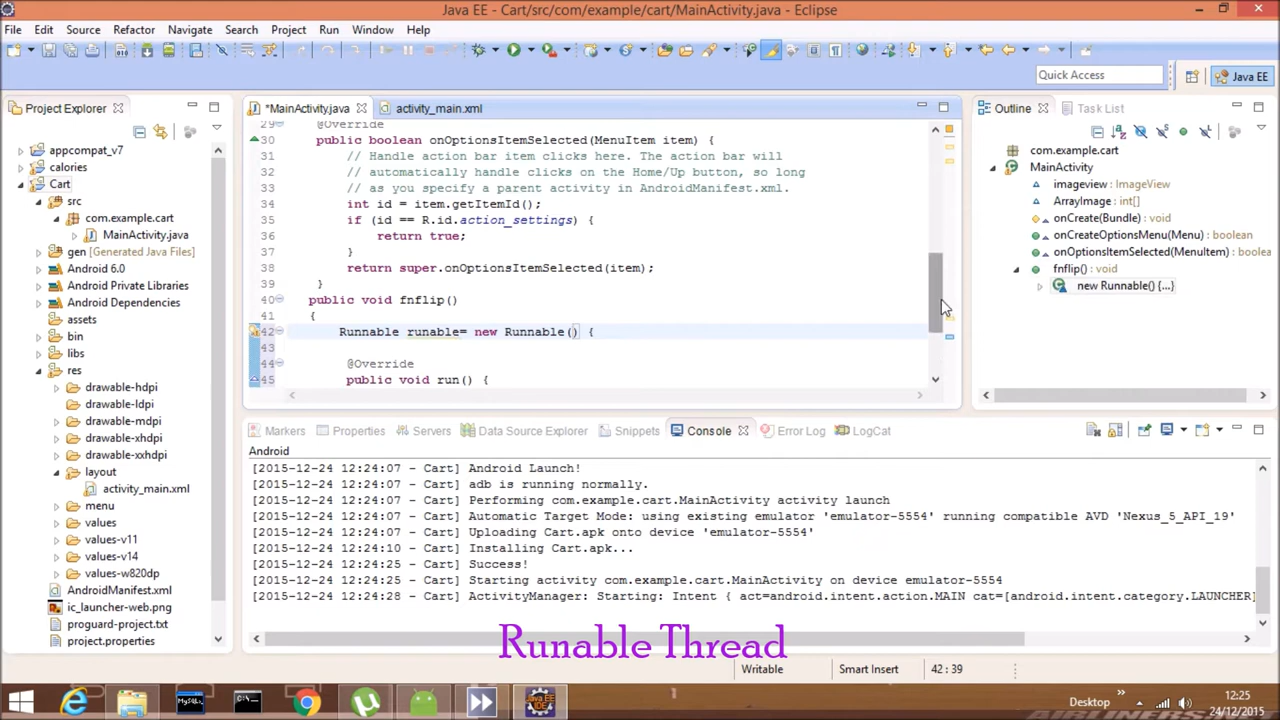 Java EE - Cart/src/com/example/cart/MainActivity.java - Eclipse
File Edit Source Refactor Navigate Search Project Run Window Help
Quick Access
Java EE
Project Explorer
*MainActivity.java
activity_main.xml
Outline
Task List
appcompat_v7
calories
Cart
src
com.example.cart
MainActivity.java
gen [Generated Java Files]
Android 6.0
Android Private Libraries
Android Dependencies
assets
bin
libs
res
drawable-hdpi
drawable-ldpi
drawable-mdpi
drawable-xhdpi
drawable-xxhdpi
layout
activity_main.xml
menu
values
values-v11
values-v14
values-w820dp
AndroidManifest.xml
ic_launcher-web.png
proguard-project.txt
project.properties
29 @Override
30 public boolean onOptionsItemSelected(MenuItem item) {
31 // Handle action bar item clicks here. The action bar will
32 // automatically handle clicks on the Home/Up button, so long
33 // as you specify a parent activity in AndroidManifest.xml.
34 int id = item.getItemId();
35 if (id == R.id.action_settings) {
36 return true;
37 }
38 return super.onOptionsItemSelected(item);
39 }
40 public void fnflip()
41 {
42 Runnable runable= new Runnable() {
43
44 @Override
45 public void run() {
com.example.cart
MainActivity
imageview : ImageView
ArrayImage : int[]
onCreate(Bundle) : void
onCreateOptionsMenu(Menu) : boolean
onOptionsItemSelected(MenuItem) : boolea
fnflip() : void
new Runnable() {...}
Markers Properties Servers Data Source Explorer Snippets Console Error Log LogCat
Android
[2015-12-24 12:24:07 - Cart] Android Launch!
[2015-12-24 12:24:07 - Cart] adb is running normally.
[2015-12-24 12:24:07 - Cart] Performing com.example.cart.MainActivity activity launch
[2015-12-24 12:24:07 - Cart] Automatic Target Mode: using existing emulator 'emulator-5554' running compatible AVD 'Nexus_5_API_19'
[2015-12-24 12:24:07 - Cart] Uploading Cart.apk onto device 'emulator-5554'
[2015-12-24 12:24:10 - Cart] Installing Cart.apk...
[2015-12-24 12:24:25 - Cart] Success!
[2015-12-24 12:24:25 - Cart] Starting activity com.example.cart.MainActivity on device emulator-5554
[2015-12-24 12:24:28 - Cart] ActivityManager: Starting: Intent { act=android.intent.action.MAIN cat=[android.intent.category.LAUNCHER]
Runable Thread
Writable
Smart Insert
42 : 39
Desktop
12:25
24/12/2015